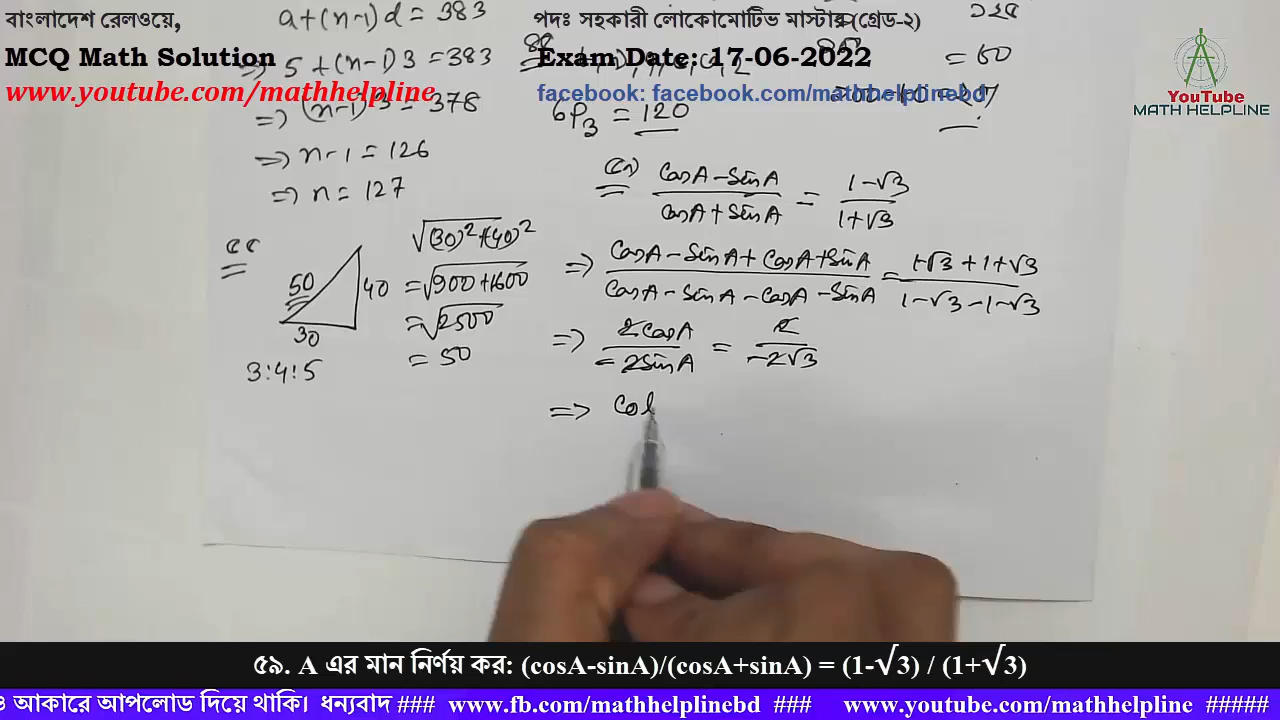 বাংলাদেশ রেলওয়ে,
পদঃ সহকারী লোকোমোটিভ মাস্টার (গ্রেড-২)
MCQ Math Solution
Exam Date: 17-06-2022
www.youtube.com/mathhelpline
facebook: facebook.com/mathhelplinebd
YouTube
MATH HELPLINE
a+(n-1)d = 383
=> 5+(n-1)3 = 383
=> (n-1)3 = 378
=> n-1 = 126
=> n = 127
= 60
6P₃ = 120
৫৫
50
40
30
3:4:5
√(30)²+(40)²
= √900+1600
= √2500
= 50
৫৯ (cosA-sinA)/(cosA+sinA) = (1-√3)/(1+√3)
=> (cosA-sinA+cosA+sinA)/(cosA-sinA-cosA-sinA) = (1-√3+1+√3)/(1-√3-1-√3)
=> 2cosA/-2sinA = 2/-2√3
=> cot
৫৯. A এর মান নির্ণয় কর: (cosA-sinA)/(cosA+sinA) = (1-√3) / (1+√3)
আকারে আপলোড দিয়ে থাকি। ধন্যবাদ ### www.fb.com/mathhelplinebd ### www.youtube.com/mathhelpline #####